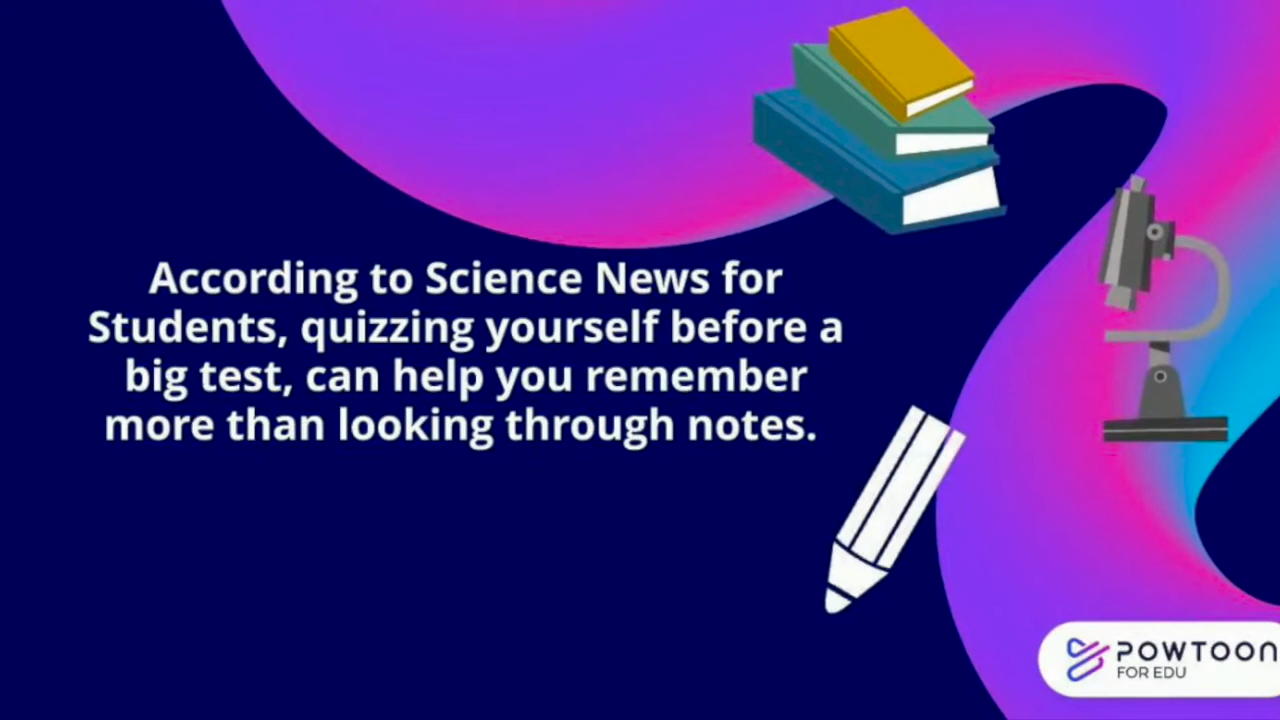 According to Science News for
Students, quizzing yourself before a
big test, can help you remember
more than looking through notes.
POWTOON
FOR EDU